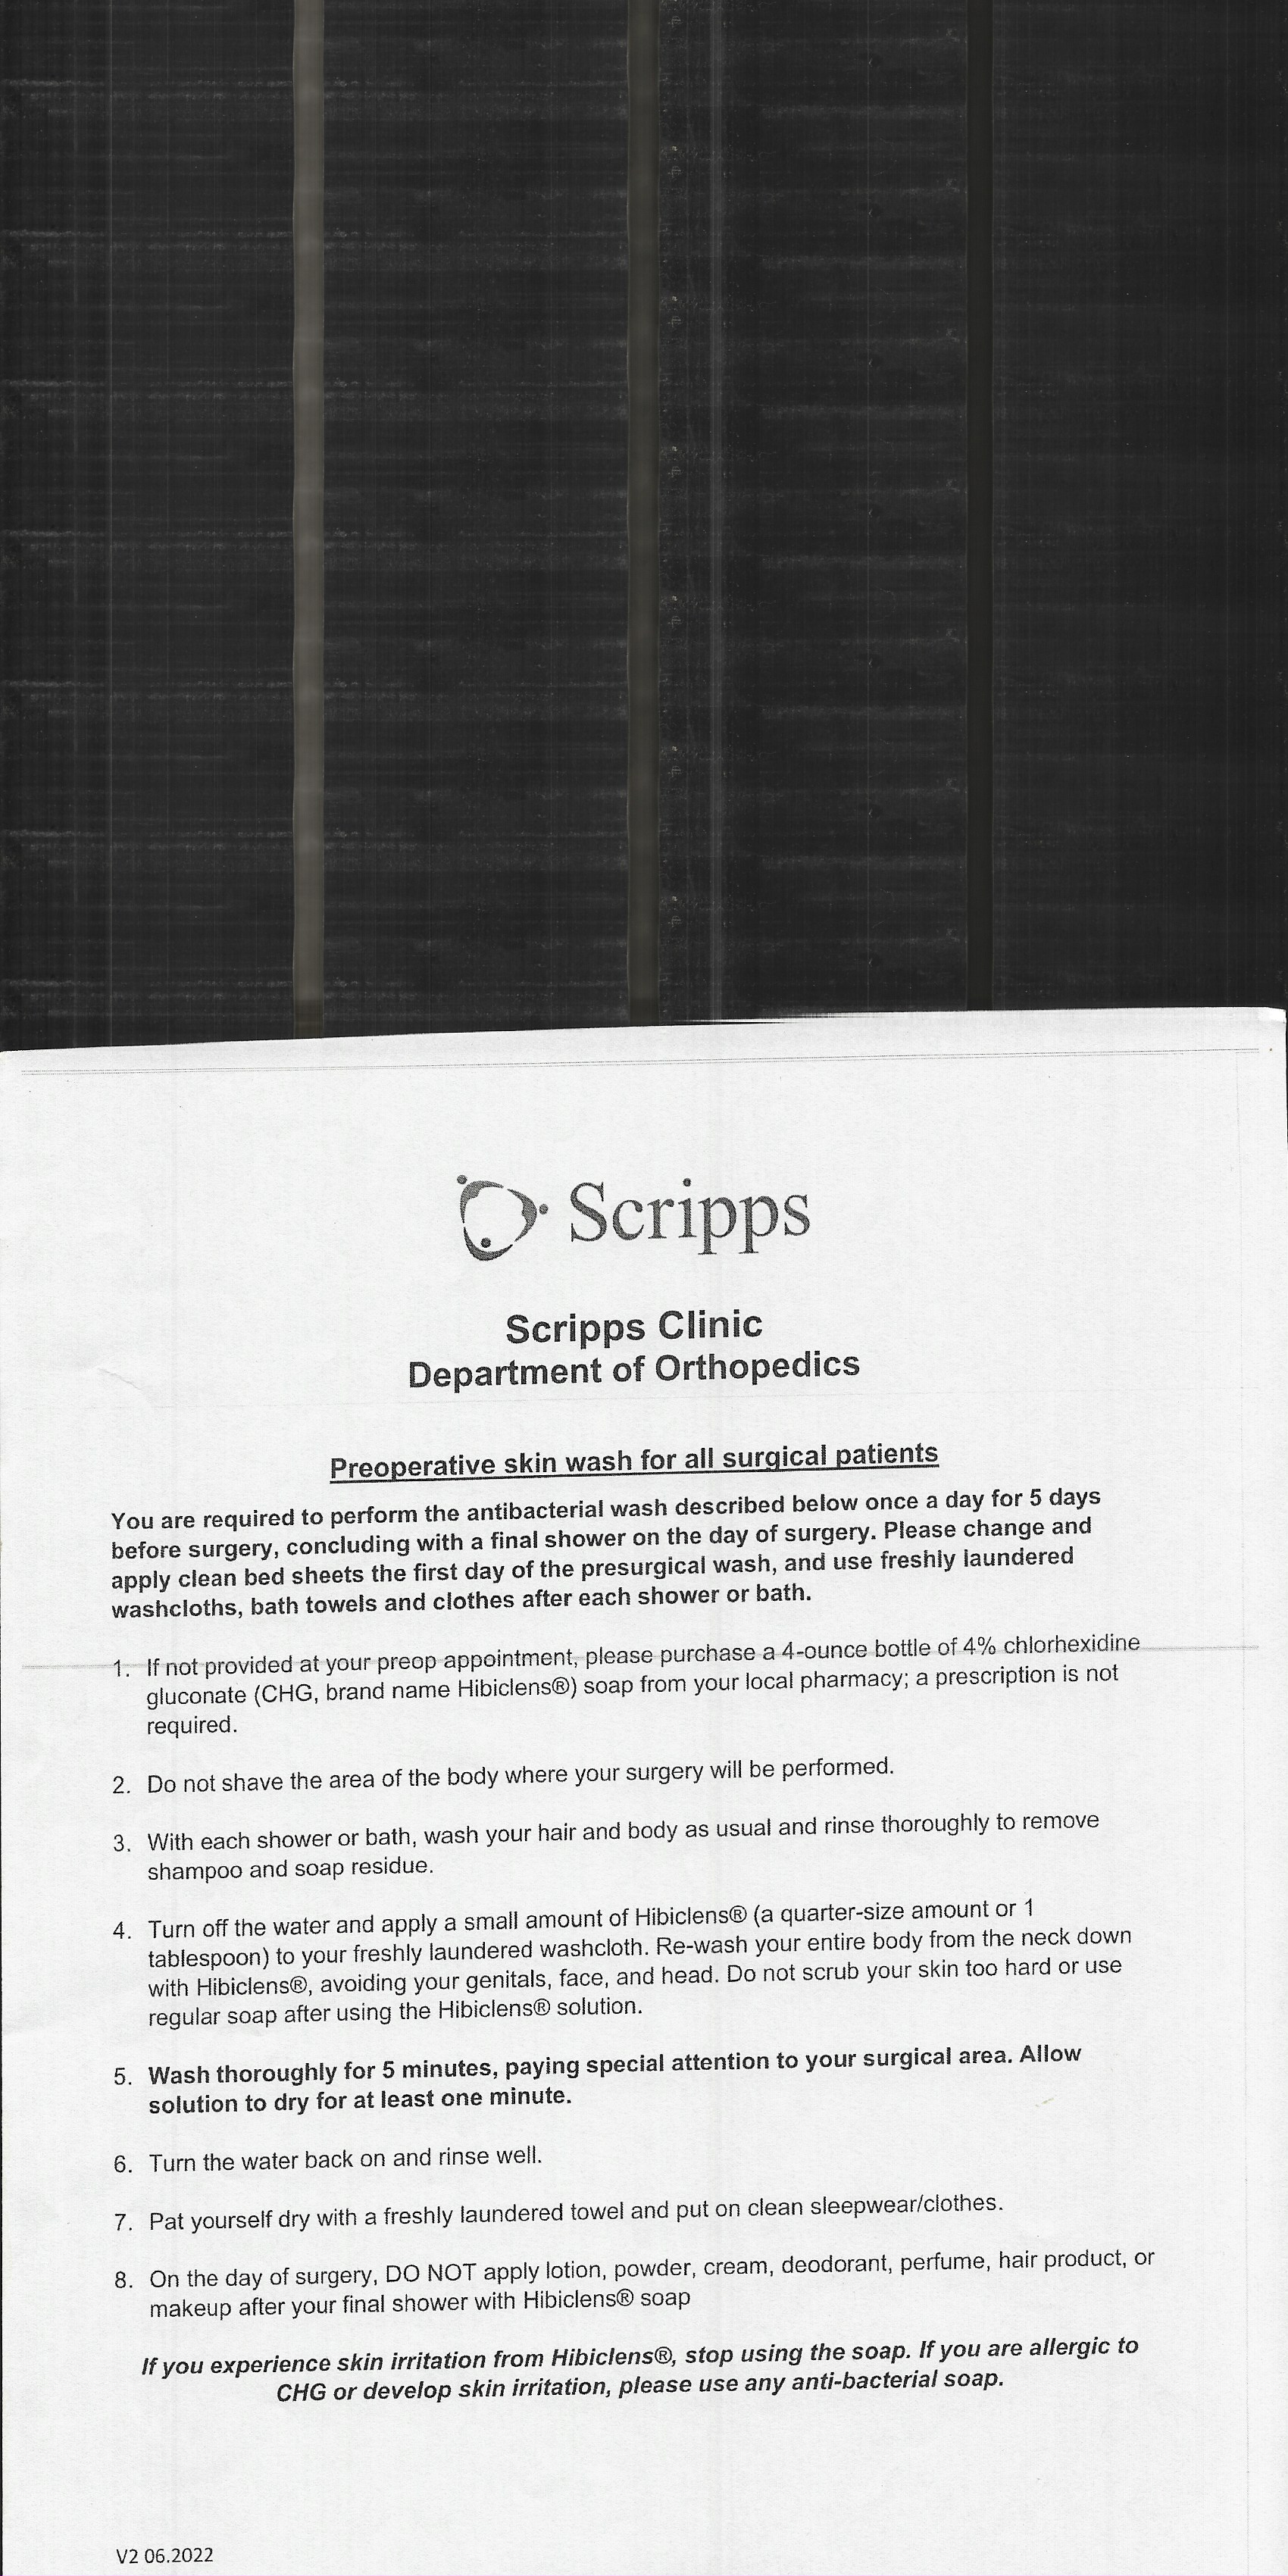 Scripps
Scripps Clinic
Department of Orthopedics
Preoperative skin wash for all surgical patients
You are required to perform the antibacterial wash described below once a day for 5 days
before surgery, concluding with a final shower on the day of surgery. Please change and
apply clean bed sheets the first day of the presurgical wash, and use freshly laundered
washcloths, bath towels and clothes after each shower or bath.
1. If not provided at your preop appointment, please purchase a 4-ounce bottle of 4% chlorhexidine
gluconate (CHG, brand name Hibiclens®) soap from your local pharmacy; a prescription is not
required.
2. Do not shave the area of the body where your surgery will be performed.
3. With each shower or bath, wash your hair and body as usual and rinse thoroughly to remove
shampoo and soap residue.
4. Turn off the water and apply a small amount of Hibiclens® (a quarter-size amount or 1
tablespoon) to your freshly laundered washcloth. Re-wash your entire body from the neck down
with Hibiclens®, avoiding your genitals, face, and head. Do not scrub your skin too hard or use
regular soap after using the Hibiclens® solution.
5. Wash thoroughly for 5 minutes, paying special attention to your surgical area. Allow
solution to dry for at least one minute.
6. Turn the water back on and rinse well.
7. Pat yourself dry with a freshly laundered towel and put on clean sleepwear/clothes.
8. On the day of surgery, DO NOT apply lotion, powder, cream, deodorant, perfume, hair product, or
makeup after your final shower with Hibiclens® soap
If you experience skin irritation from Hibiclens®, stop using the soap. If you are allergic to
CHG or develop skin irritation, please use any anti-bacterial soap.
V2 06.2022